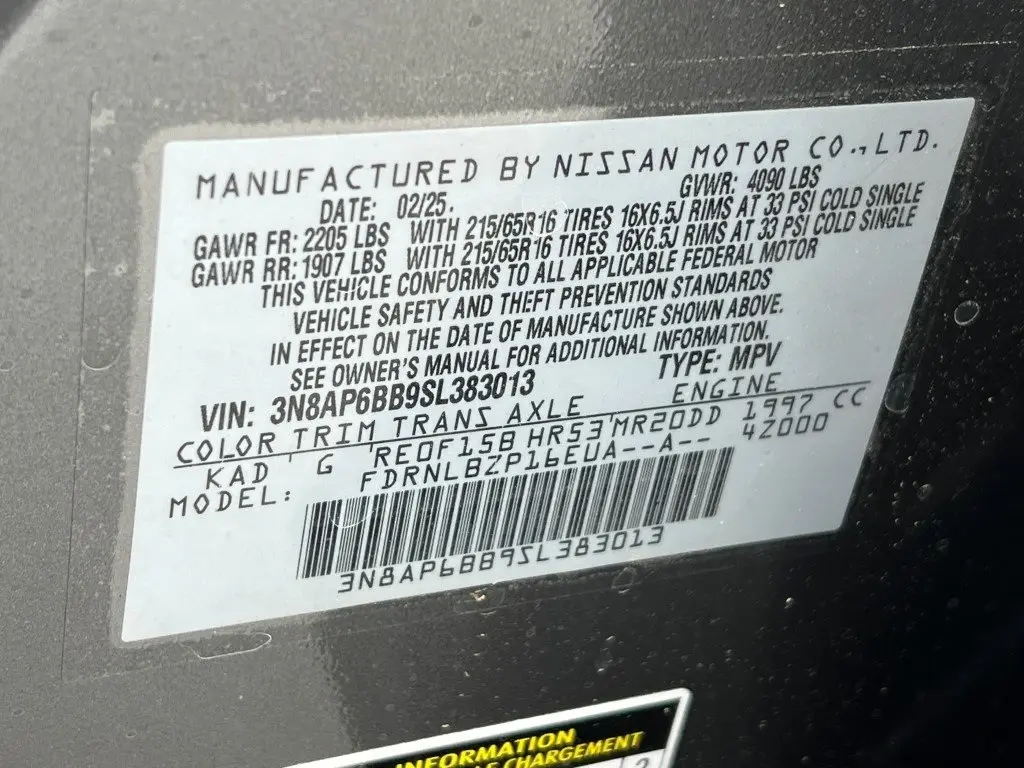 MANUFACTURED BY NISSAN MOTOR CO.,LTD.
DATE: 02/25. GVWR: 4090 LBS
GAWR FR: 2205 LBS WITH 215/65R16 TIRES 16X6.5J RIMS AT 33 PSI COLD SINGLE
GAWR RR: 1907 LBS WITH 215/65R16 TIRES 16X6.5J RIMS AT 33 PSI COLD SINGLE
THIS VEHICLE CONFORMS TO ALL APPLICABLE FEDERAL MOTOR
VEHICLE SAFETY AND THEFT PREVENTION STANDARDS
IN EFFECT ON THE DATE OF MANUFACTURE SHOWN ABOVE.
SEE OWNER'S MANUAL FOR ADDITIONAL INFORMATION.
VIN: 3N8AP6BB9SL383013 TYPE: MPV
COLOR TRIM TRANS AXLE ENGINE
KAD G RE0F15B HR53 MR20DD 1997 CC
MODEL: FDRNLBZP16EUA--A-- 4Z000
3N8AP6BB9SL383013
INFORMATION
CHARGEMENT